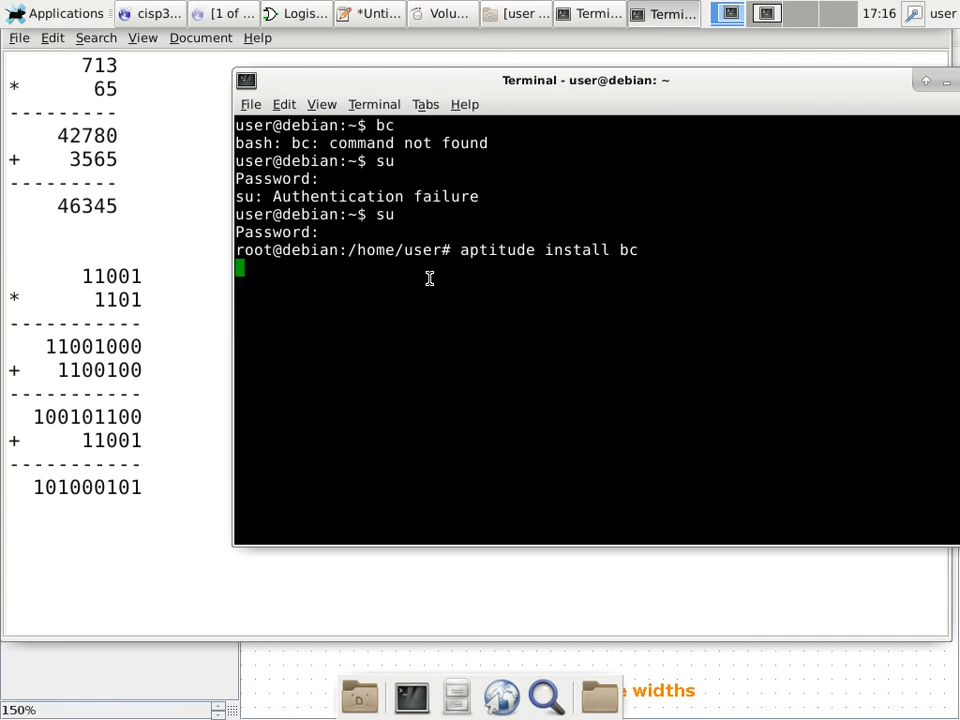 Applications
cisp3...
[1 of ...
Logis...
*Unti...
Volu...
[user ...
Termi...
Termi...
17:16
user
File Edit Search View Document Help
713
* 65
---------
42780
+ 3565
---------
46345
11001
* 1101
-----------
11001000
+ 1100100
-----------
100101100
+ 11001
-----------
101000101
Terminal - user@debian: ~
File Edit View Terminal Tabs Help
user@debian:~$ bc
bash: bc: command not found
user@debian:~$ su
Password:
su: Authentication failure
user@debian:~$ su
Password:
root@debian:/home/user# aptitude install bc
150%
widths